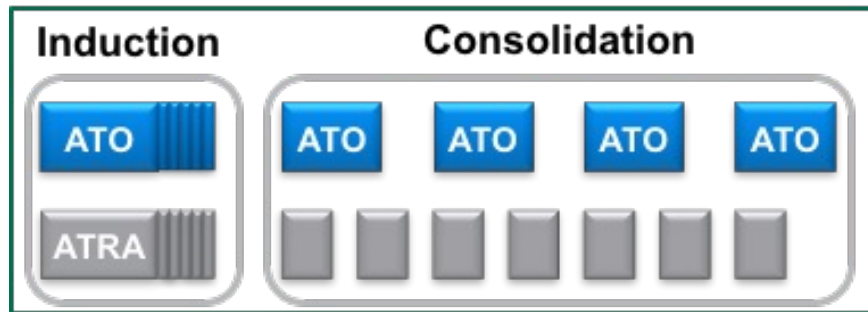 Induction
Consolidation
ATO
ATO
ATO
ATO
ATO
ATRA